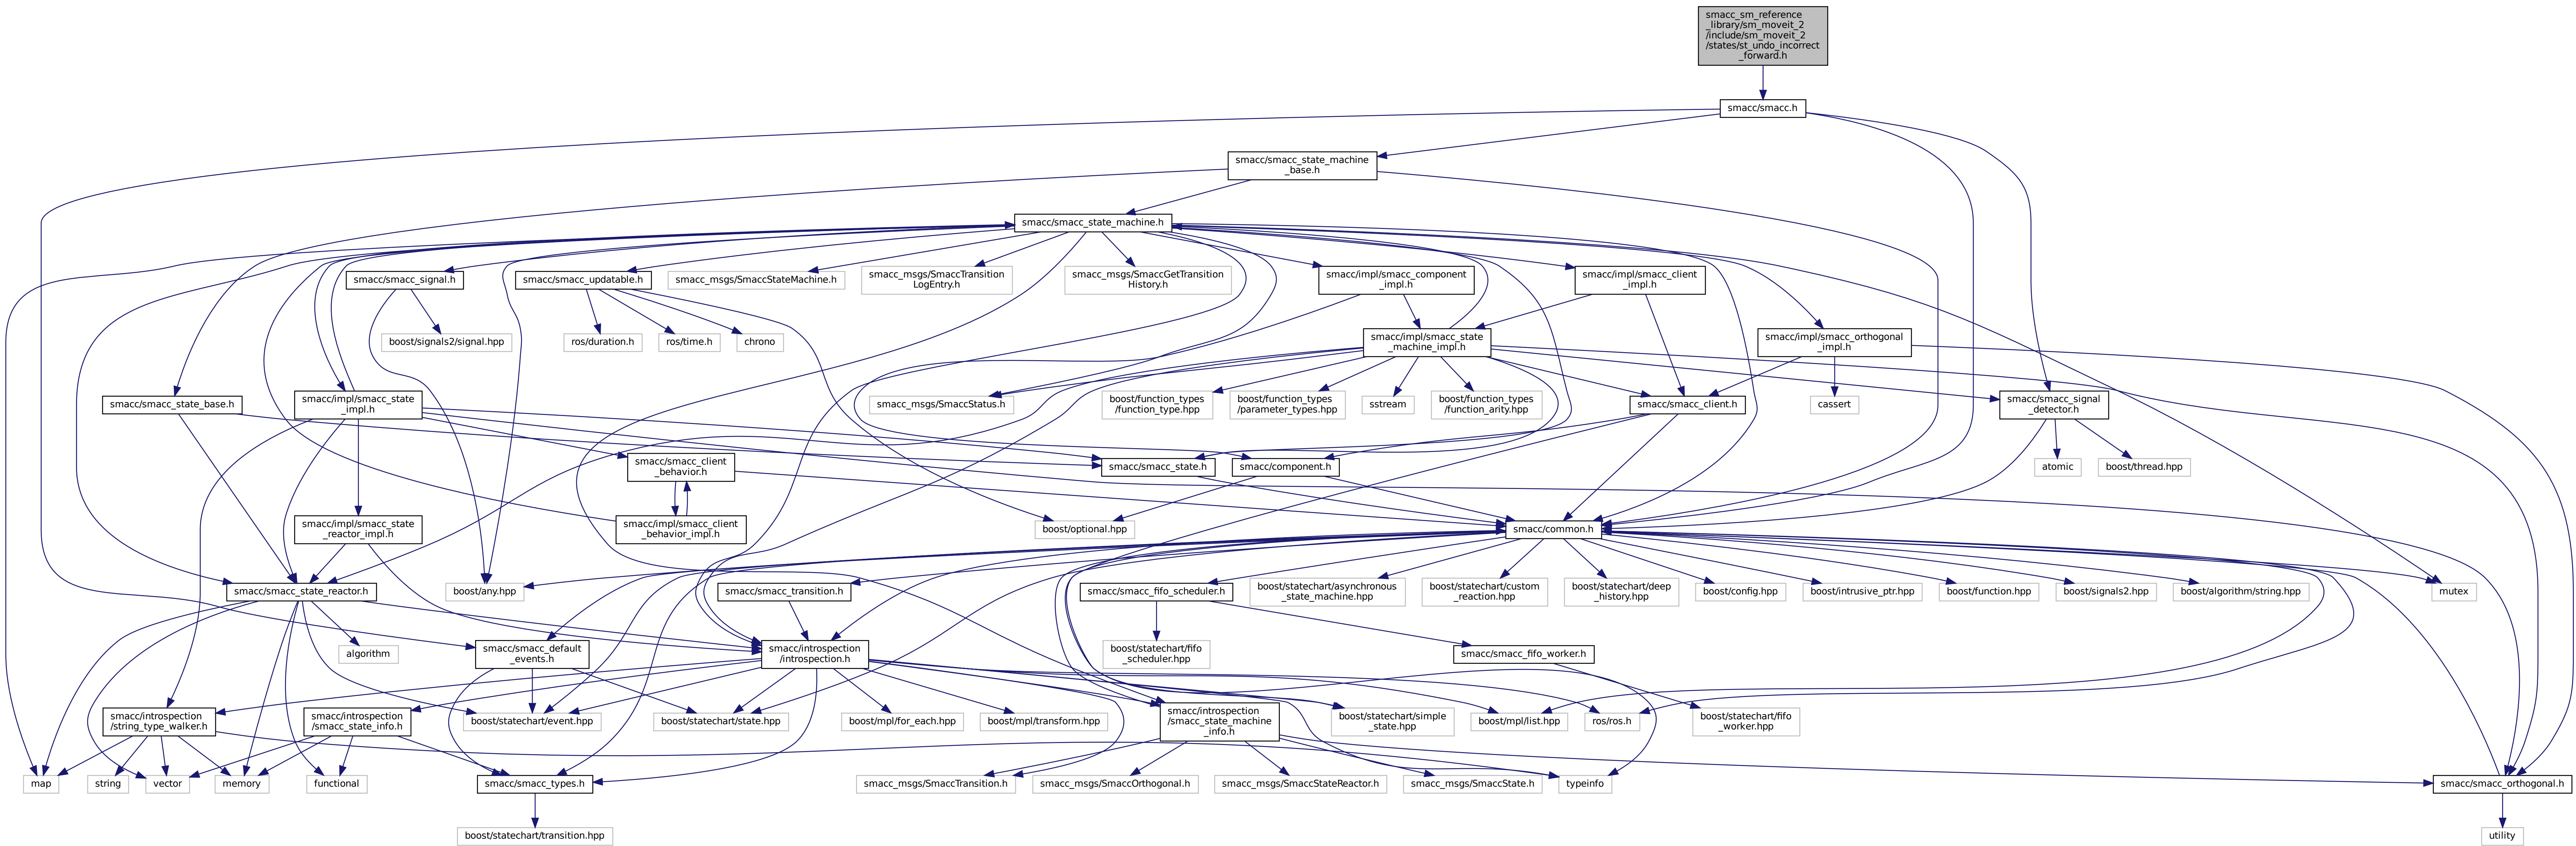 smacc_sm_reference
_library/sm_moveit_2
/include/sm_moveit_2
/states/st_undo_incorrect
_forward.h
smacc/smacc.h
smacc/smacc_state_machine
_base.h
smacc/smacc_state_machine.h
smacc/smacc_signal.h
smacc/smacc_updatable.h
smacc_msgs/SmaccStateMachine.h
smacc_msgs/SmaccTransition
LogEntry.h
smacc_msgs/SmaccGetTransition
History.h
smacc/impl/smacc_component
_impl.h
smacc/impl/smacc_client
_impl.h
boost/signals2/signal.hpp
ros/duration.h
ros/time.h
chrono
smacc/impl/smacc_state
_machine_impl.h
smacc/impl/smacc_orthogonal
_impl.h
smacc/smacc_state_base.h
smacc/impl/smacc_state
_impl.h
smacc_msgs/SmaccStatus.h
boost/function_types
/function_type.hpp
boost/function_types
/parameter_types.hpp
sstream
boost/function_types
/function_arity.hpp
smacc/smacc_client.h
cassert
smacc/smacc_signal
_detector.h
smacc/smacc_client
_behavior.h
smacc/smacc_state.h
smacc/component.h
atomic
boost/thread.hpp
smacc/impl/smacc_state
_reactor_impl.h
smacc/impl/smacc_client
_behavior_impl.h
boost/optional.hpp
smacc/common.h
smacc/smacc_state_reactor.h
boost/any.hpp
smacc/smacc_transition.h
smacc/smacc_fifo_scheduler.h
boost/statechart/asynchronous
_state_machine.hpp
boost/statechart/custom
_reaction.hpp
boost/statechart/deep
_history.hpp
boost/config.hpp
boost/intrusive_ptr.hpp
boost/function.hpp
boost/signals2.hpp
boost/algorithm/string.hpp
mutex
algorithm
smacc/smacc_default
_events.h
smacc/introspection
/introspection.h
boost/statechart/fifo
_scheduler.hpp
smacc/smacc_fifo_worker.h
smacc/introspection
/string_type_walker.h
smacc/introspection
/smacc_state_info.h
boost/statechart/event.hpp
boost/statechart/state.hpp
boost/mpl/for_each.hpp
boost/mpl/transform.hpp
smacc/introspection
/smacc_state_machine
_info.h
boost/statechart/simple
_state.hpp
boost/mpl/list.hpp
ros/ros.h
boost/statechart/fifo
_worker.hpp
map
string
vector
memory
functional
smacc/smacc_types.h
smacc_msgs/SmaccTransition.h
smacc_msgs/SmaccOrthogonal.h
smacc_msgs/SmaccStateReactor.h
smacc_msgs/SmaccState.h
typeinfo
smacc/smacc_orthogonal.h
boost/statechart/transition.hpp
utility